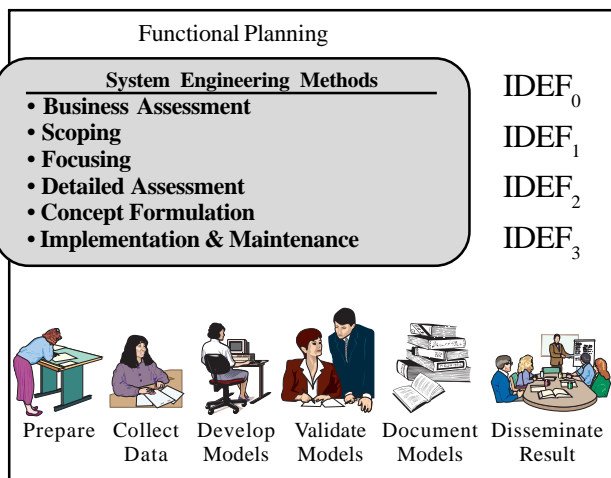 Functional Planning
System Engineering Methods
• Business Assessment
• Scoping
• Focusing
• Detailed Assessment
• Concept Formulation
• Implementation & Maintenance
IDEF0
IDEF1
IDEF2
IDEF3
Prepare
Collect
Data
Develop
Models
Validate
Models
Document
Models
Disseminate
Result